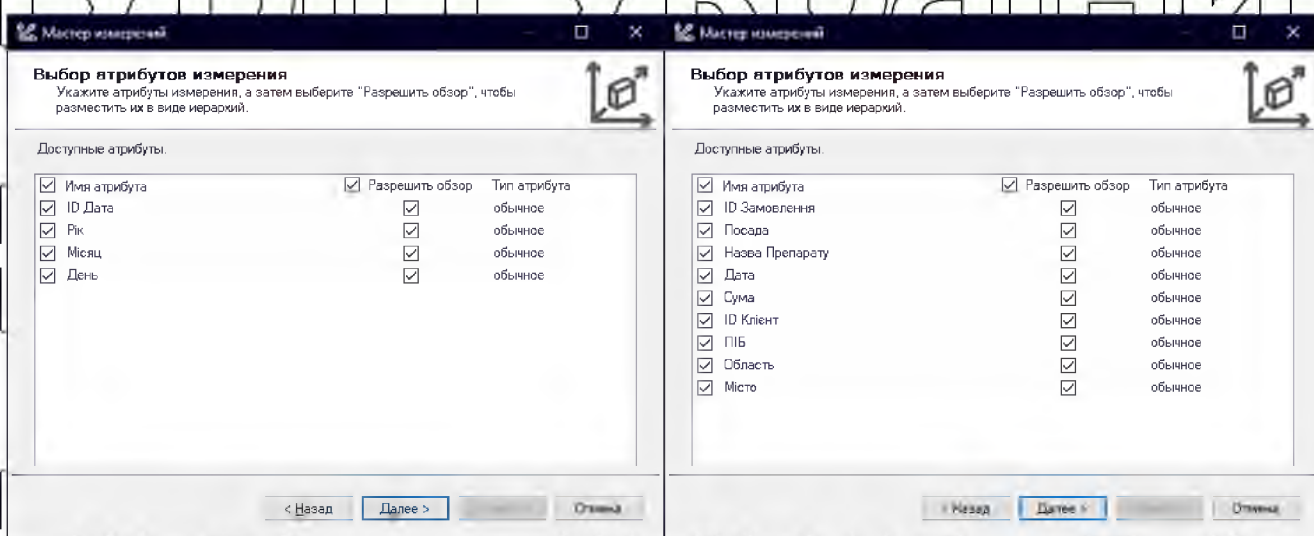 Мастер измерений
Выбор атрибутов измерения
Укажите атрибуты измерения, а затем выберите "Разрешить обзор", чтобы
разместить их в виде иерархий.
Доступные атрибуты.
Имя атрибута Разрешить обзор Тип атрибута
ID Дата обычное
Рік обычное
Місяц обычное
День обычное
< Назад Далее > Отмена
Мастер измерений
Выбор атрибутов измерения
Укажите атрибуты измерения, а затем выберите "Разрешить обзор", чтобы
разместить их в виде иерархий.
Доступные атрибуты.
Имя атрибута Разрешить обзор Тип атрибута
ID Замовлення обычное
Посада обычное
Назва Препарату обычное
Дата обычное
Сума обычное
ID Клієнт обычное
ПІБ обычное
Область обычное
Місто обычное
< Назад Далее > Отмена